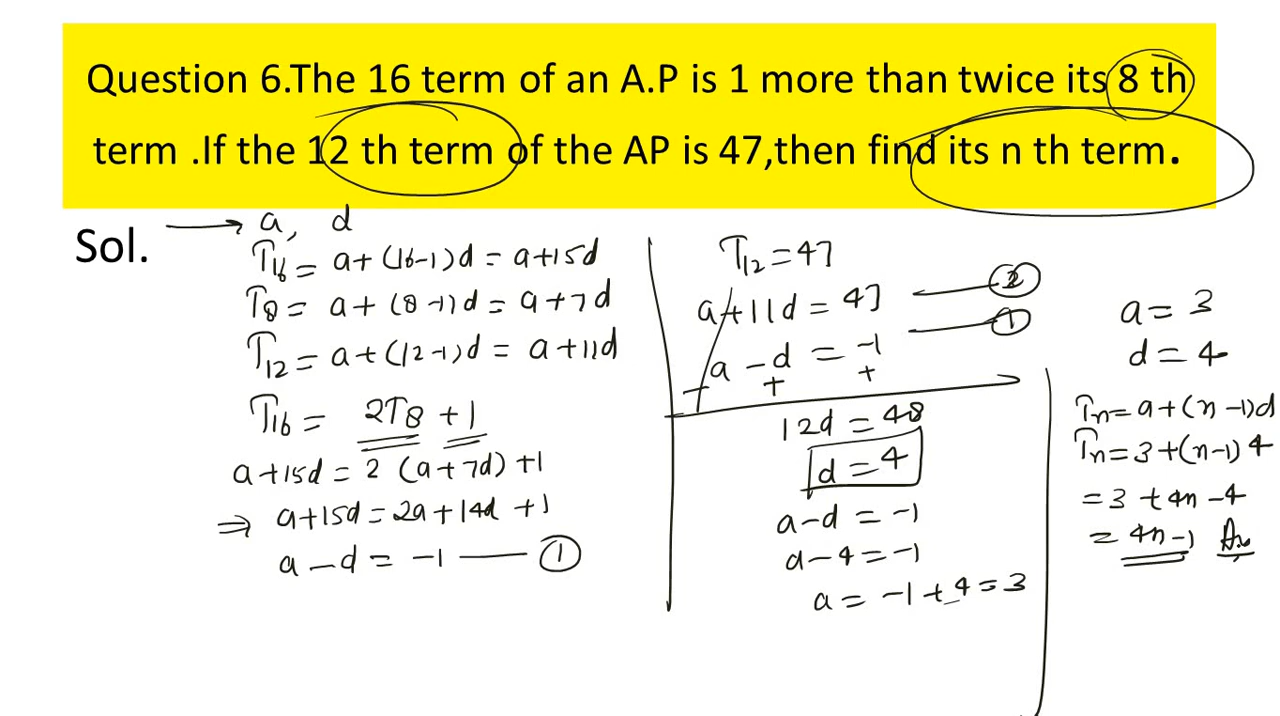 Question 6.The 16 term of an A.P is 1 more than twice its 8 th
term .If the 12 th term of the AP is 47,then find its n th term.
Sol. → a, d
T16 = a+(16-1)d = a+15d
T8 = a+(8-1)d = a+7d
T12 = a+(12-1)d = a+11d
T16 = 2T8 +1
a+15d = 2 (a+7d) +1
⇒ a+15d = 2a+14d +1
a-d = -1 — ①
T12 = 47
a+11d = 47 — ②
a-d = -1 — ①
- + +
12d = 48
d = 4
a-d = -1
a-4 = -1
a = -1+4 = 3
a = 3
d = 4
Tn = a+(n-1)d
Tn = 3+(n-1)4
= 3+4n-4
= 4n-1 Ans